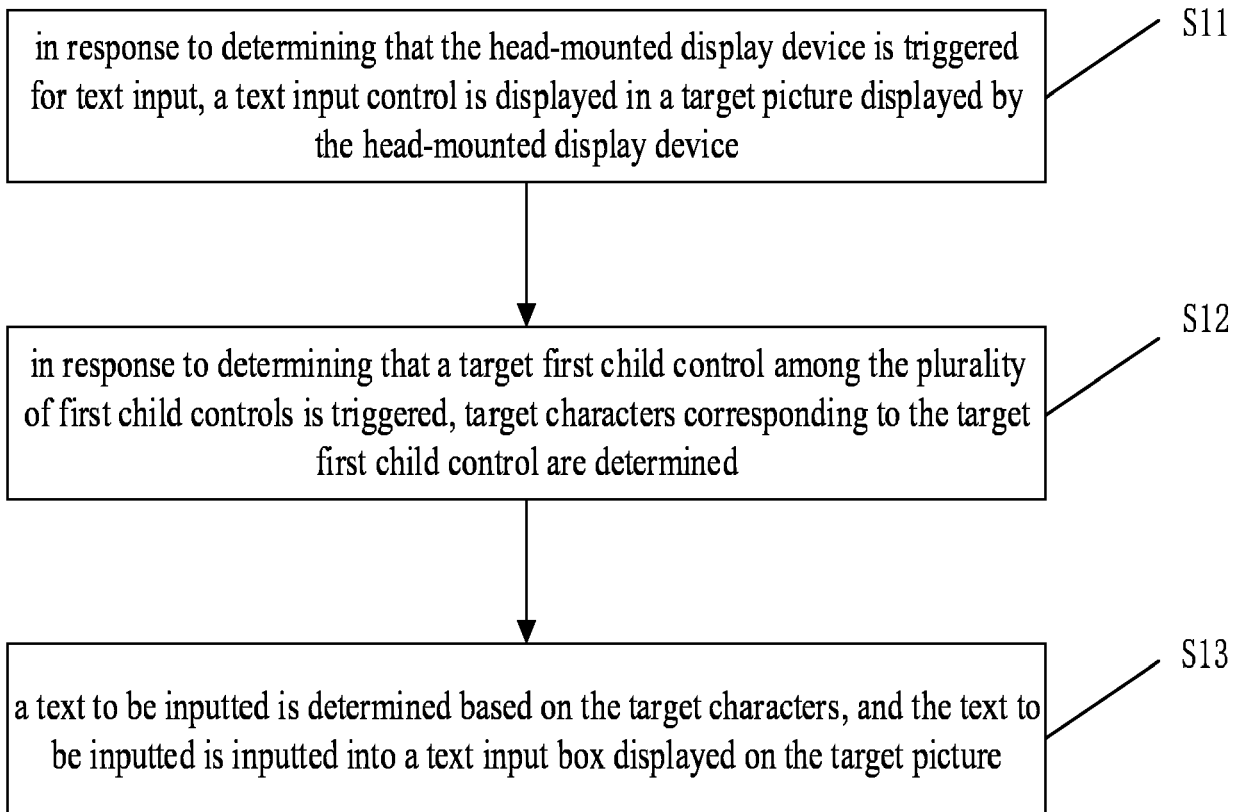 S11
in response to determining that the head-mounted display device is triggered
for text input, a text input control is displayed in a target picture displayed by
the head-mounted display device
S12
in response to determining that a target first child control among the plurality
of first child controls is triggered, target characters corresponding to the target
first child control are determined
S13
a text to be inputted is determined based on the target characters, and the text to
be inputted is inputted into a text input box displayed on the target picture